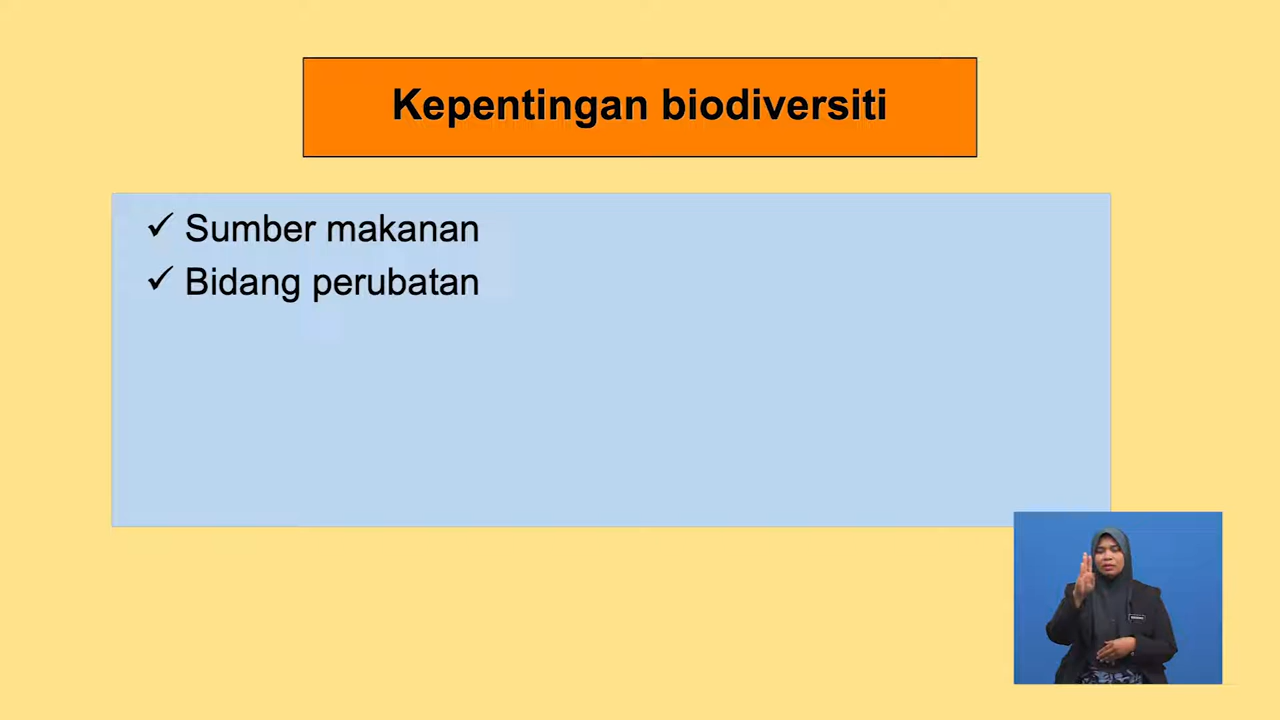 Kepentingan biodiversiti
✓ Sumber makanan
✓ Bidang perubatan